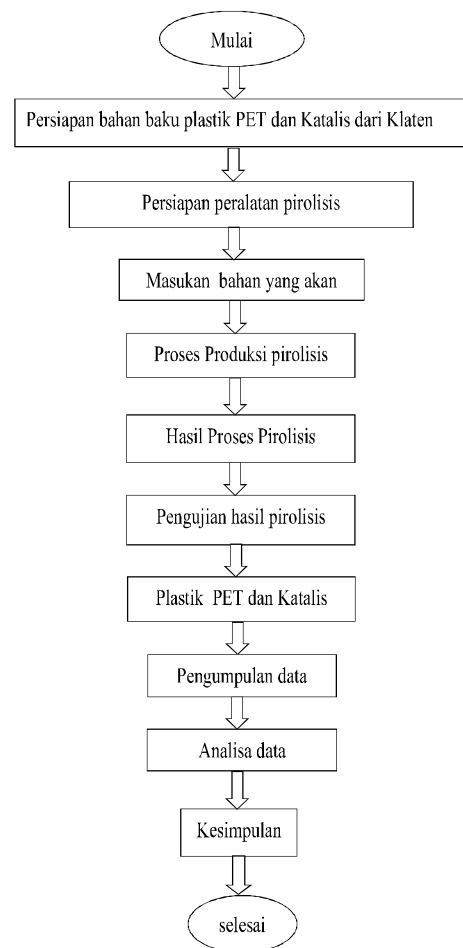 Mulai
Persiapan bahan baku plastik PET dan Katalis dari Klaten
Persiapan peralatan pirolisis
Masukan bahan yang akan
Proses Produksi pirolisis
Hasil Proses Pirolisis
Pengujian hasil pirolisis
Plastik PET dan Katalis
Pengumpulan data
Analisa data
Kesimpulan
selesai